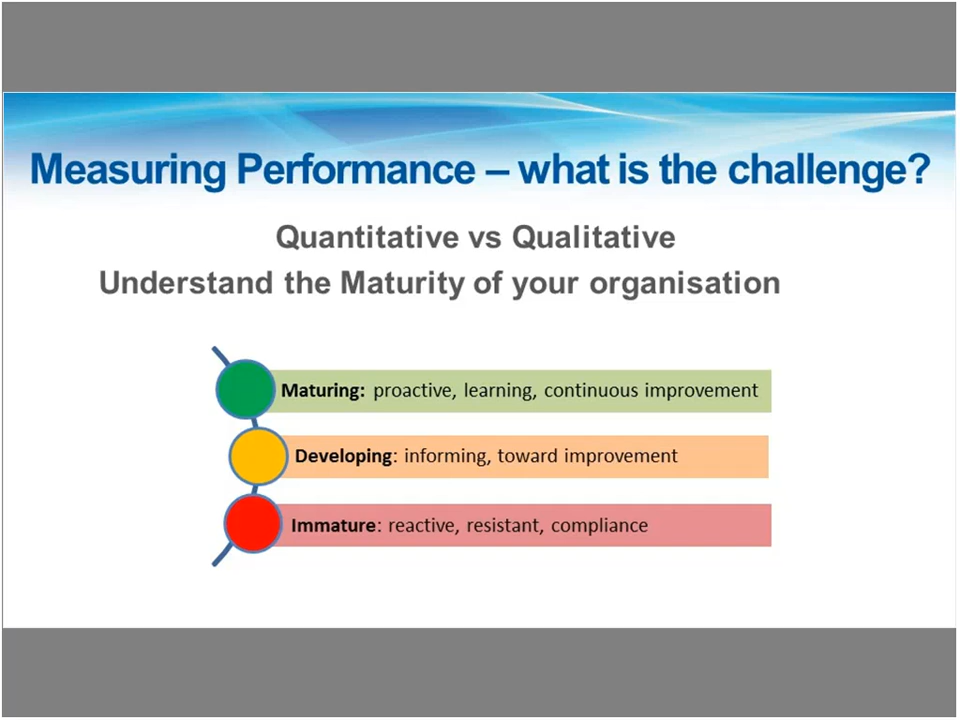 Measuring Performance – what is the challenge?
Quantitative vs Qualitative
Understand the Maturity of your organisation
Maturing: proactive, learning, continuous improvement
Developing: informing, toward improvement
Immature: reactive, resistant, compliance